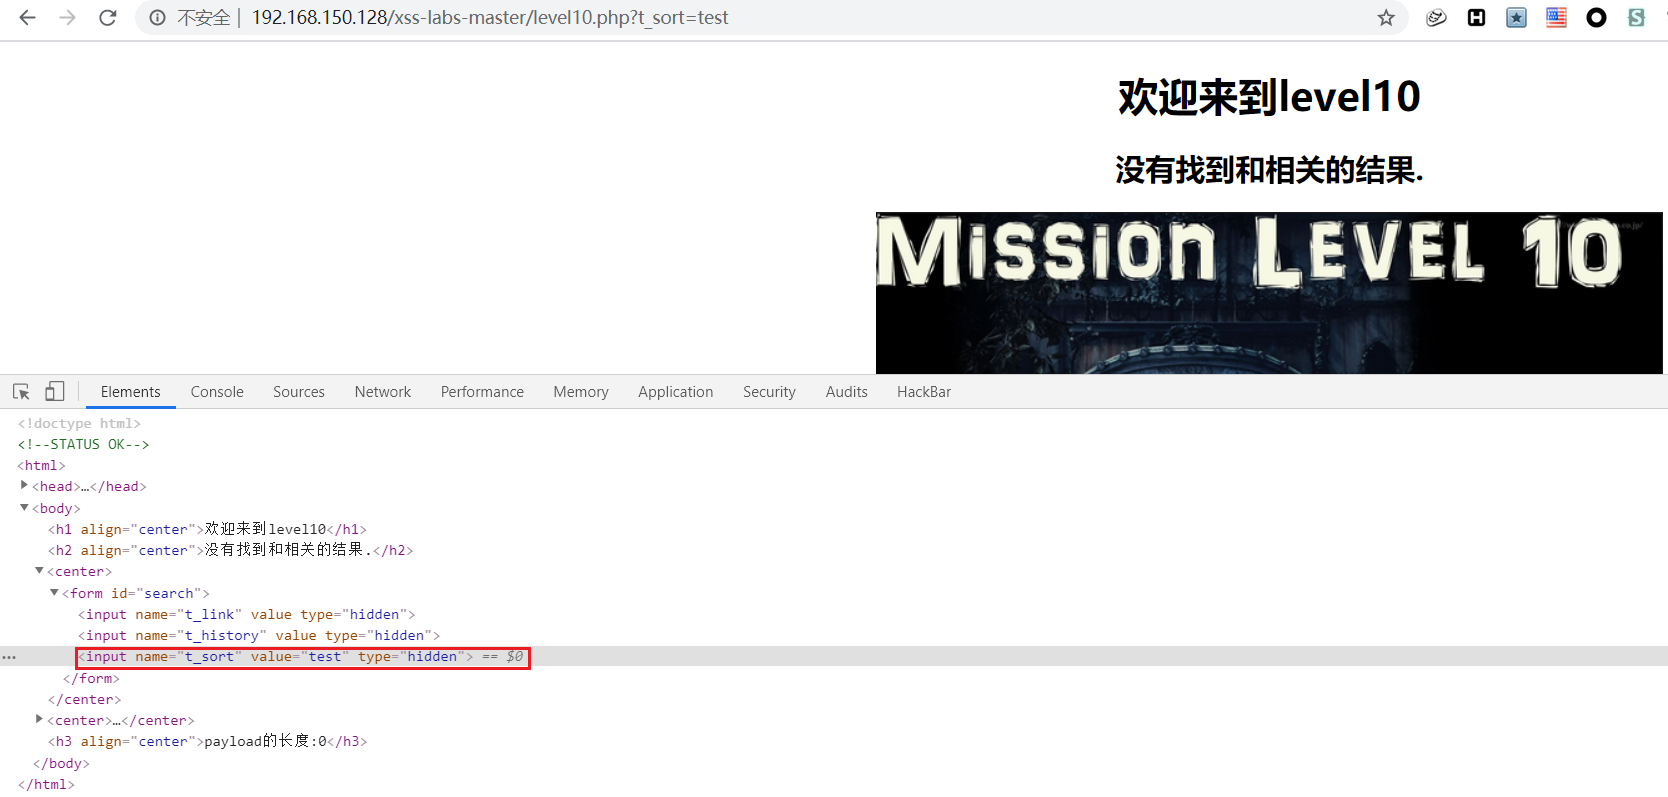 不安全 | 192.168.150.128/xss-labs-master/level10.php?t_sort=test
欢迎来到level10
没有找到和相关的结果.
Mission Level 10
Elements Console Sources Network Performance Memory Application Security Audits HackBar
<!doctype html>
<!--STATUS OK-->
<html>
<head>…</head>
<body>
<h1 align="center">欢迎来到level10</h1>
<h2 align="center">没有找到和相关的结果.</h2>
<center>
<form id="search">
<input name="t_link" value type="hidden">
<input name="t_history" value type="hidden">
<input name="t_sort" value="test" type="hidden"> == $0
</form>
</center>
<center>…</center>
<h3 align="center">payload的长度:0</h3>
</body>
</html>